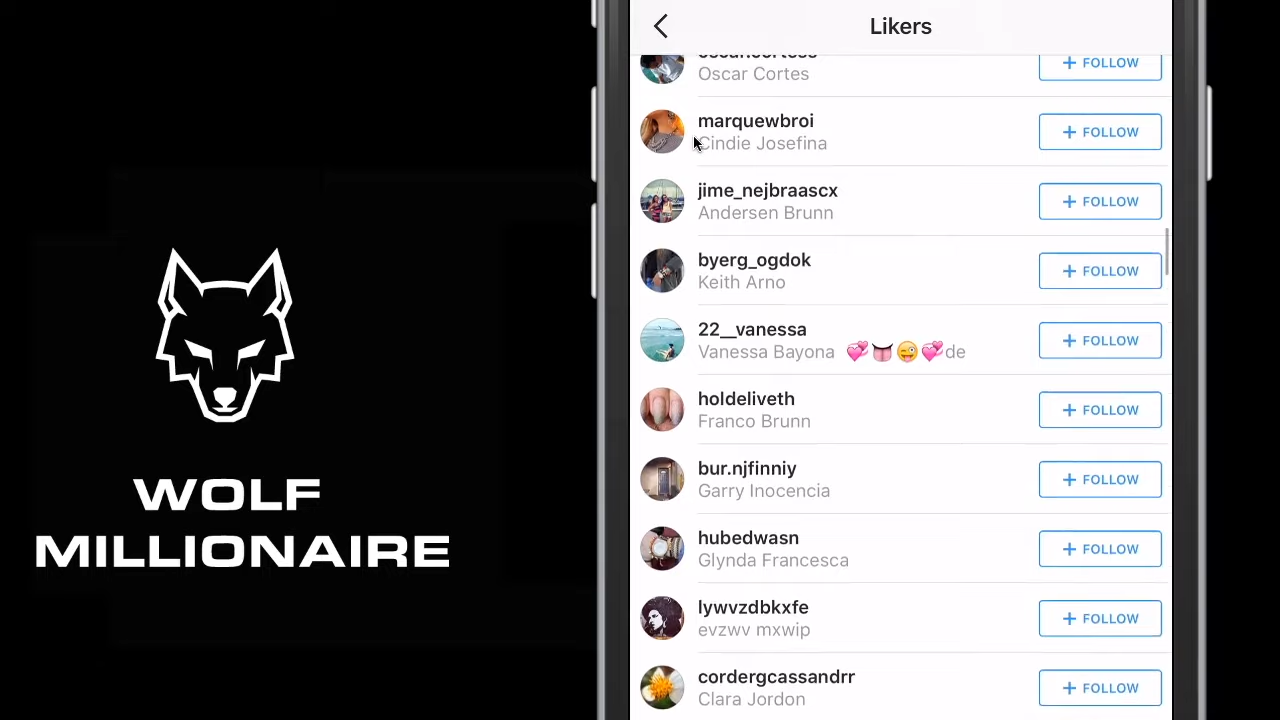 Likers
Oscar Cortes
+ FOLLOW
marquewbroi
Cindie Josefina
+ FOLLOW
jime_nejbraascx
Andersen Brunn
+ FOLLOW
byerg_ogdok
Keith Arno
+ FOLLOW
22__vanessa
Vanessa Bayona 💞👅😜💞de
+ FOLLOW
holdeliveth
Franco Brunn
+ FOLLOW
bur.njfinniy
Garry Inocencia
+ FOLLOW
hubedwasn
Glynda Francesca
+ FOLLOW
lywvzdbkxfe
evzwv mxwip
+ FOLLOW
cordergcassandrr
Clara Jordon
+ FOLLOW
WOLF
MILLIONAIRE